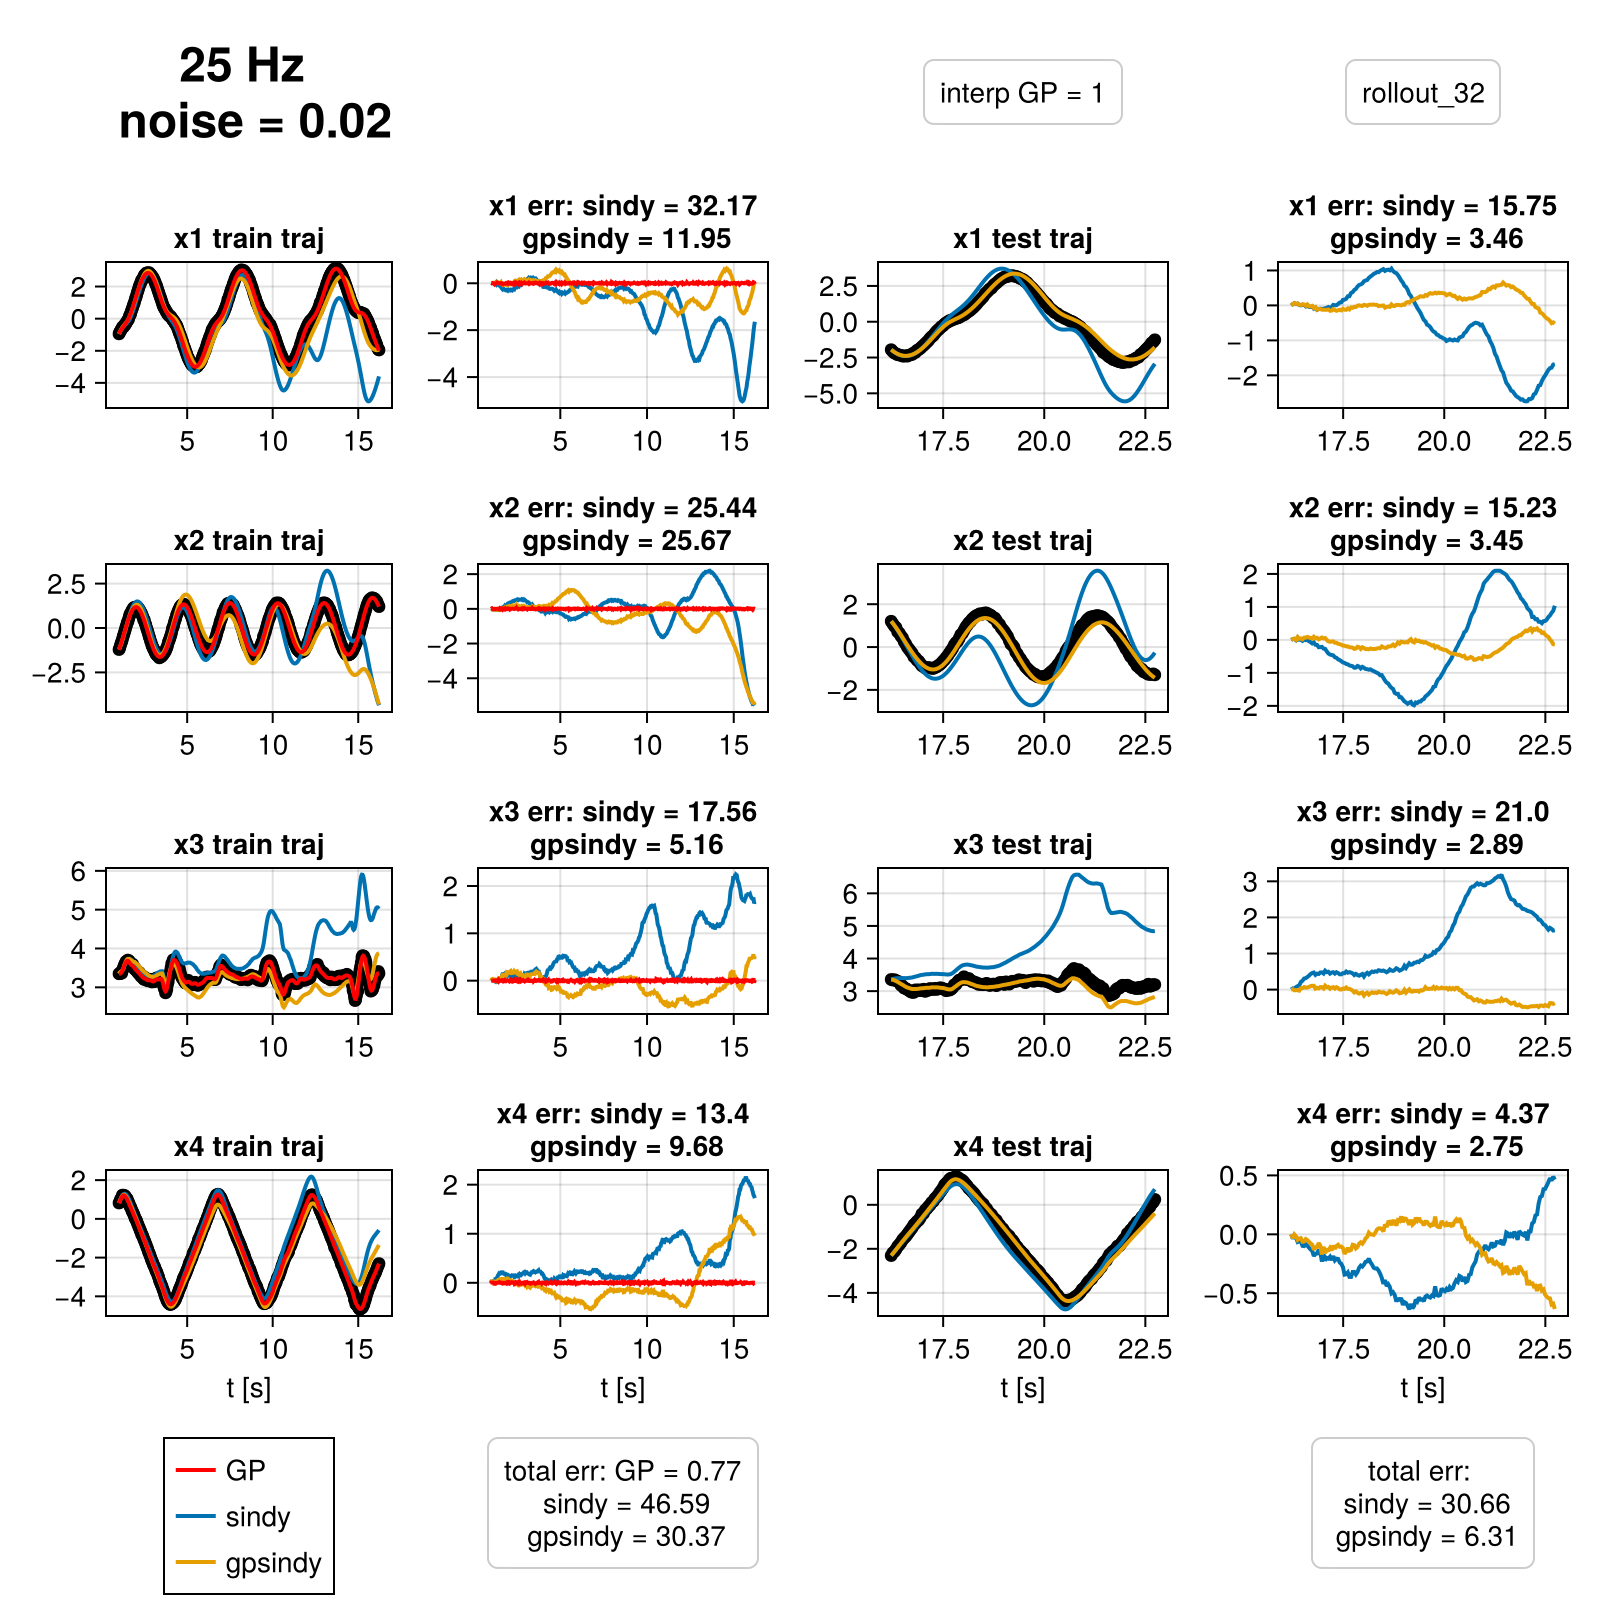 25 Hz
noise = 0.02
interp GP = 1
rollout_32
x1 train traj
2
0
−2
−4
5
10
15
x1 err: sindy = 32.17
gpsindy = 11.95
0
−2
−4
5
10
15
x1 test traj
2.5
0.0
−2.5
−5.0
17.5
20.0
22.5
x1 err: sindy = 15.75
gpsindy = 3.46
1
0
−1
−2
17.5
20.0
22.5
x2 train traj
2.5
0.0
−2.5
5
10
15
x2 err: sindy = 25.44
gpsindy = 25.67
2
0
−2
−4
5
10
15
x2 test traj
2
0
−2
17.5
20.0
22.5
x2 err: sindy = 15.23
gpsindy = 3.45
2
1
0
−1
−2
17.5
20.0
22.5
x3 train traj
6
5
4
3
5
10
15
x3 err: sindy = 17.56
gpsindy = 5.16
2
1
0
5
10
15
x3 test traj
6
5
4
3
17.5
20.0
22.5
x3 err: sindy = 21.0
gpsindy = 2.89
3
2
1
0
17.5
20.0
22.5
x4 train traj
2
0
−2
−4
5
10
15
t [s]
x4 err: sindy = 13.4
gpsindy = 9.68
2
1
0
5
10
15
t [s]
x4 test traj
0
−2
−4
17.5
20.0
22.5
t [s]
x4 err: sindy = 4.37
gpsindy = 2.75
0.5
0.0
−0.5
17.5
20.0
22.5
t [s]
GP
sindy
gpsindy
total err: GP = 0.77
sindy = 46.59
gpsindy = 30.37
total err:
sindy = 30.66
gpsindy = 6.31